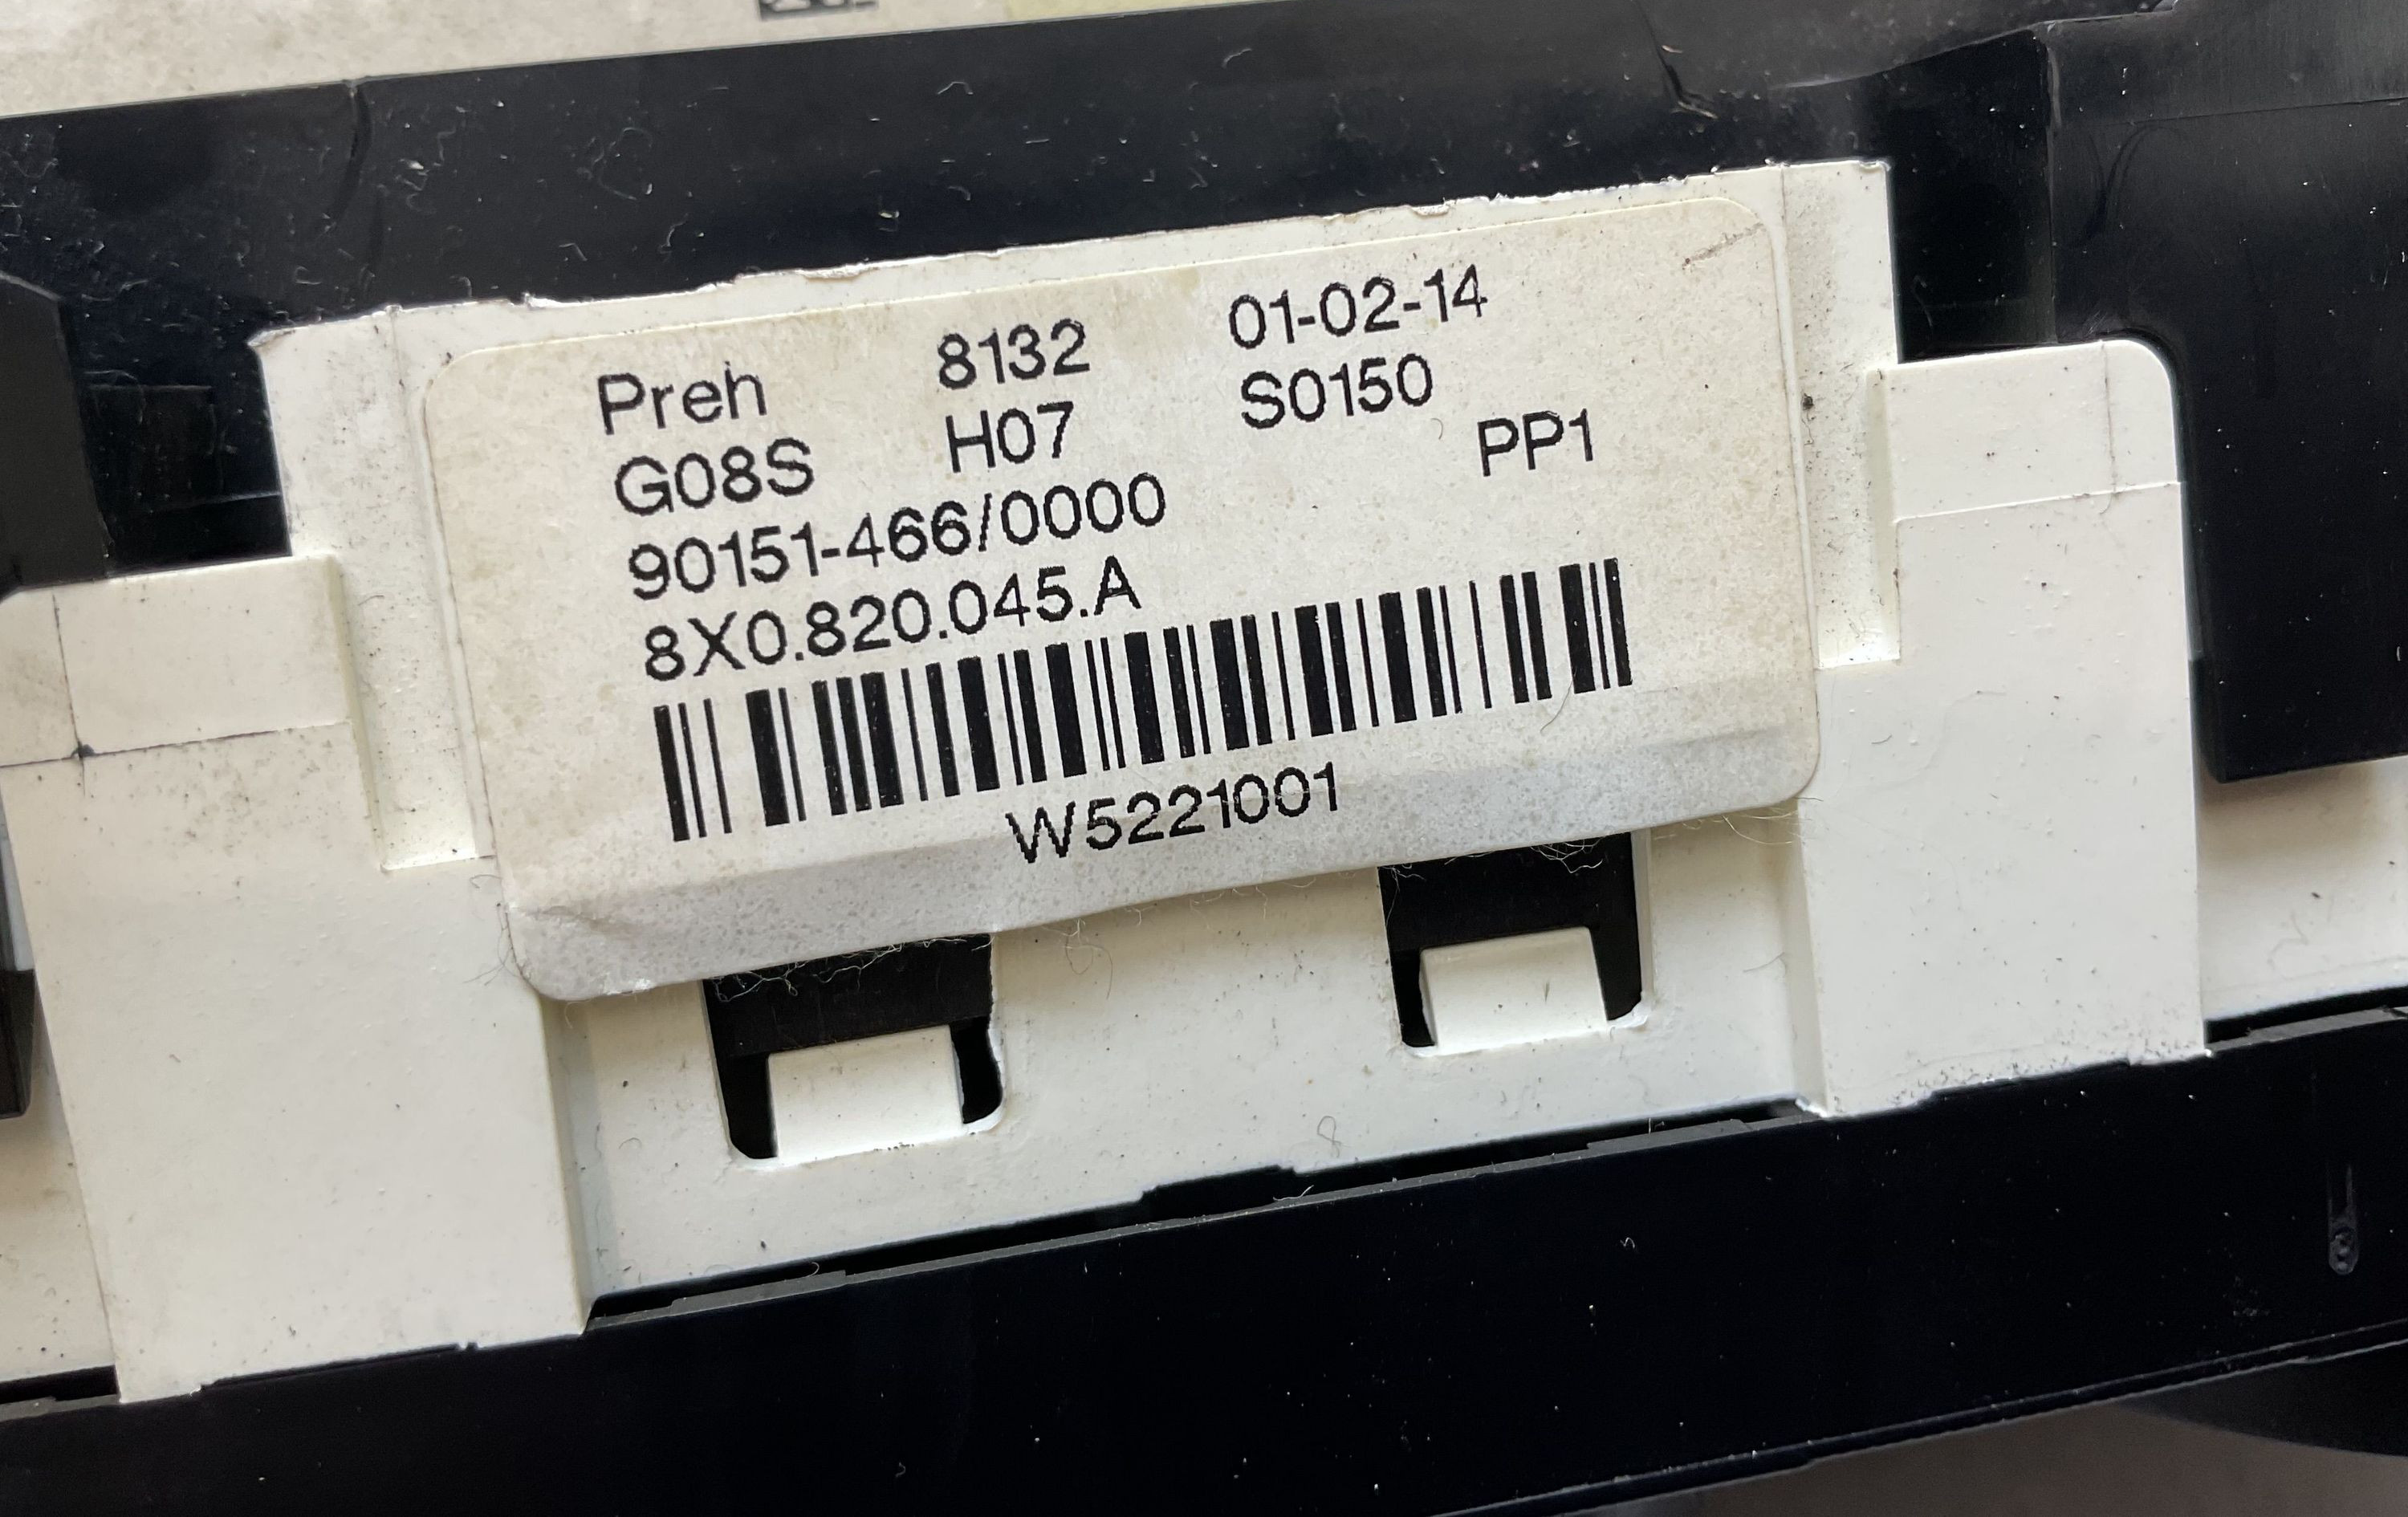 Preh 8132 01-02-14
G08S H07 S0150
90151-466/0000 PP1
8X0.820.045.A
W5221001